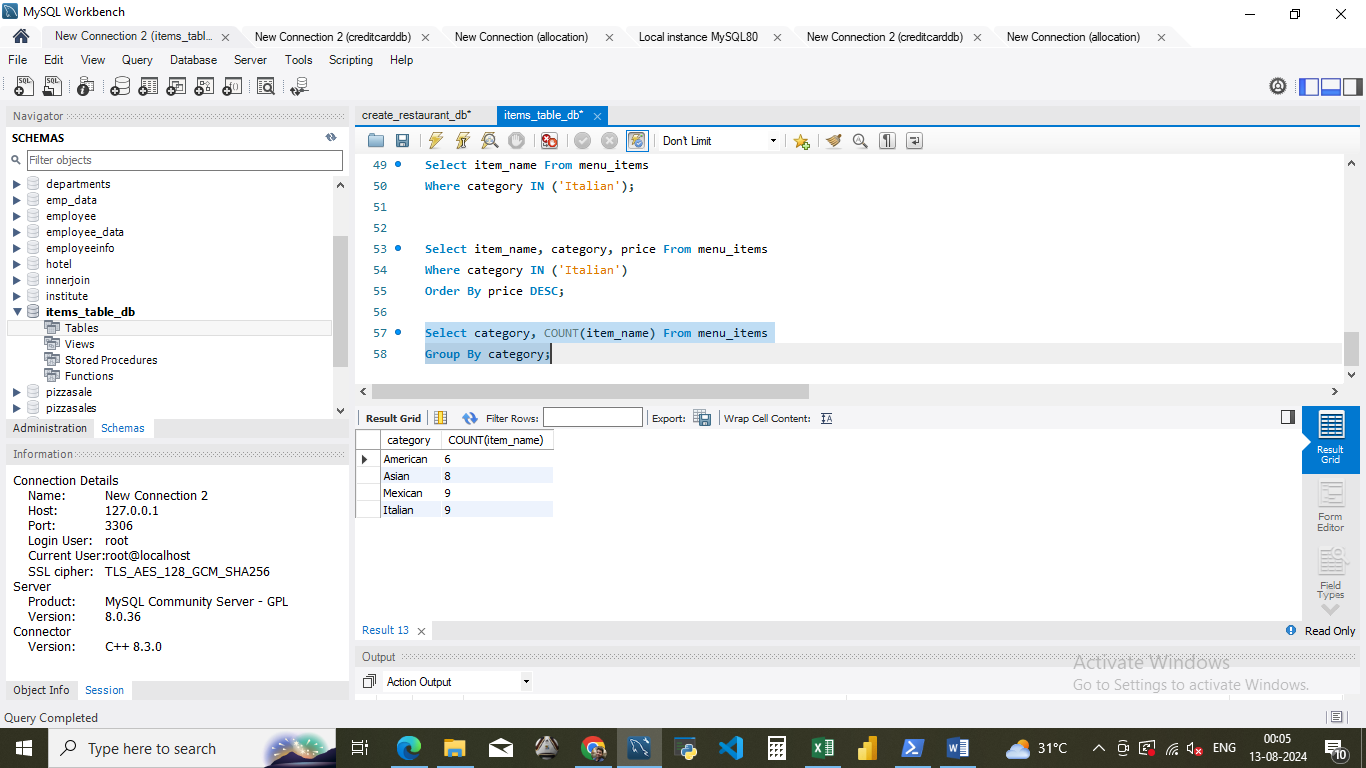 MySQL Workbench
New Connection 2 (items_tabl... New Connection 2 (creditcarddb) New Connection (allocation) Local instance MySQL80 New Connection 2 (creditcarddb) New Connection (allocation)
File Edit View Query Database Server Tools Scripting Help
Navigator
SCHEMAS
Filter objects
departments
emp_data
employee
employee_data
employeeinfo
hotel
innerjoin
institute
items_table_db
Tables
Views
Stored Procedures
Functions
pizzasale
pizzasales
Administration Schemas
Information
Connection Details
Name: New Connection 2
Host: 127.0.0.1
Port: 3306
Login User: root
Current User:root@localhost
SSL cipher: TLS_AES_128_GCM_SHA256
Server
Product: MySQL Community Server - GPL
Version: 8.0.36
Connector
Version: C++ 8.3.0
Object Info Session
create_restaurant_db* items_table_db*
Don't Limit
49 Select item_name From menu_items
50 Where category IN ('Italian');
51
52
53 Select item_name, category, price From menu_items
54 Where category IN ('Italian')
55 Order By price DESC;
56
57 Select category, COUNT(item_name) From menu_items
58 Group By category;
Result Grid Filter Rows: Export: Wrap Cell Content:
category COUNT(item_name)
American 6
Asian 8
Mexican 9
Italian 9
Result Grid
Form Editor
Field Types
Result 13
Read Only
Output
Action Output
Activate Windows
Go to Settings to activate Windows.
Query Completed
Type here to search
31°C
ENG
00:05
13-08-2024
10